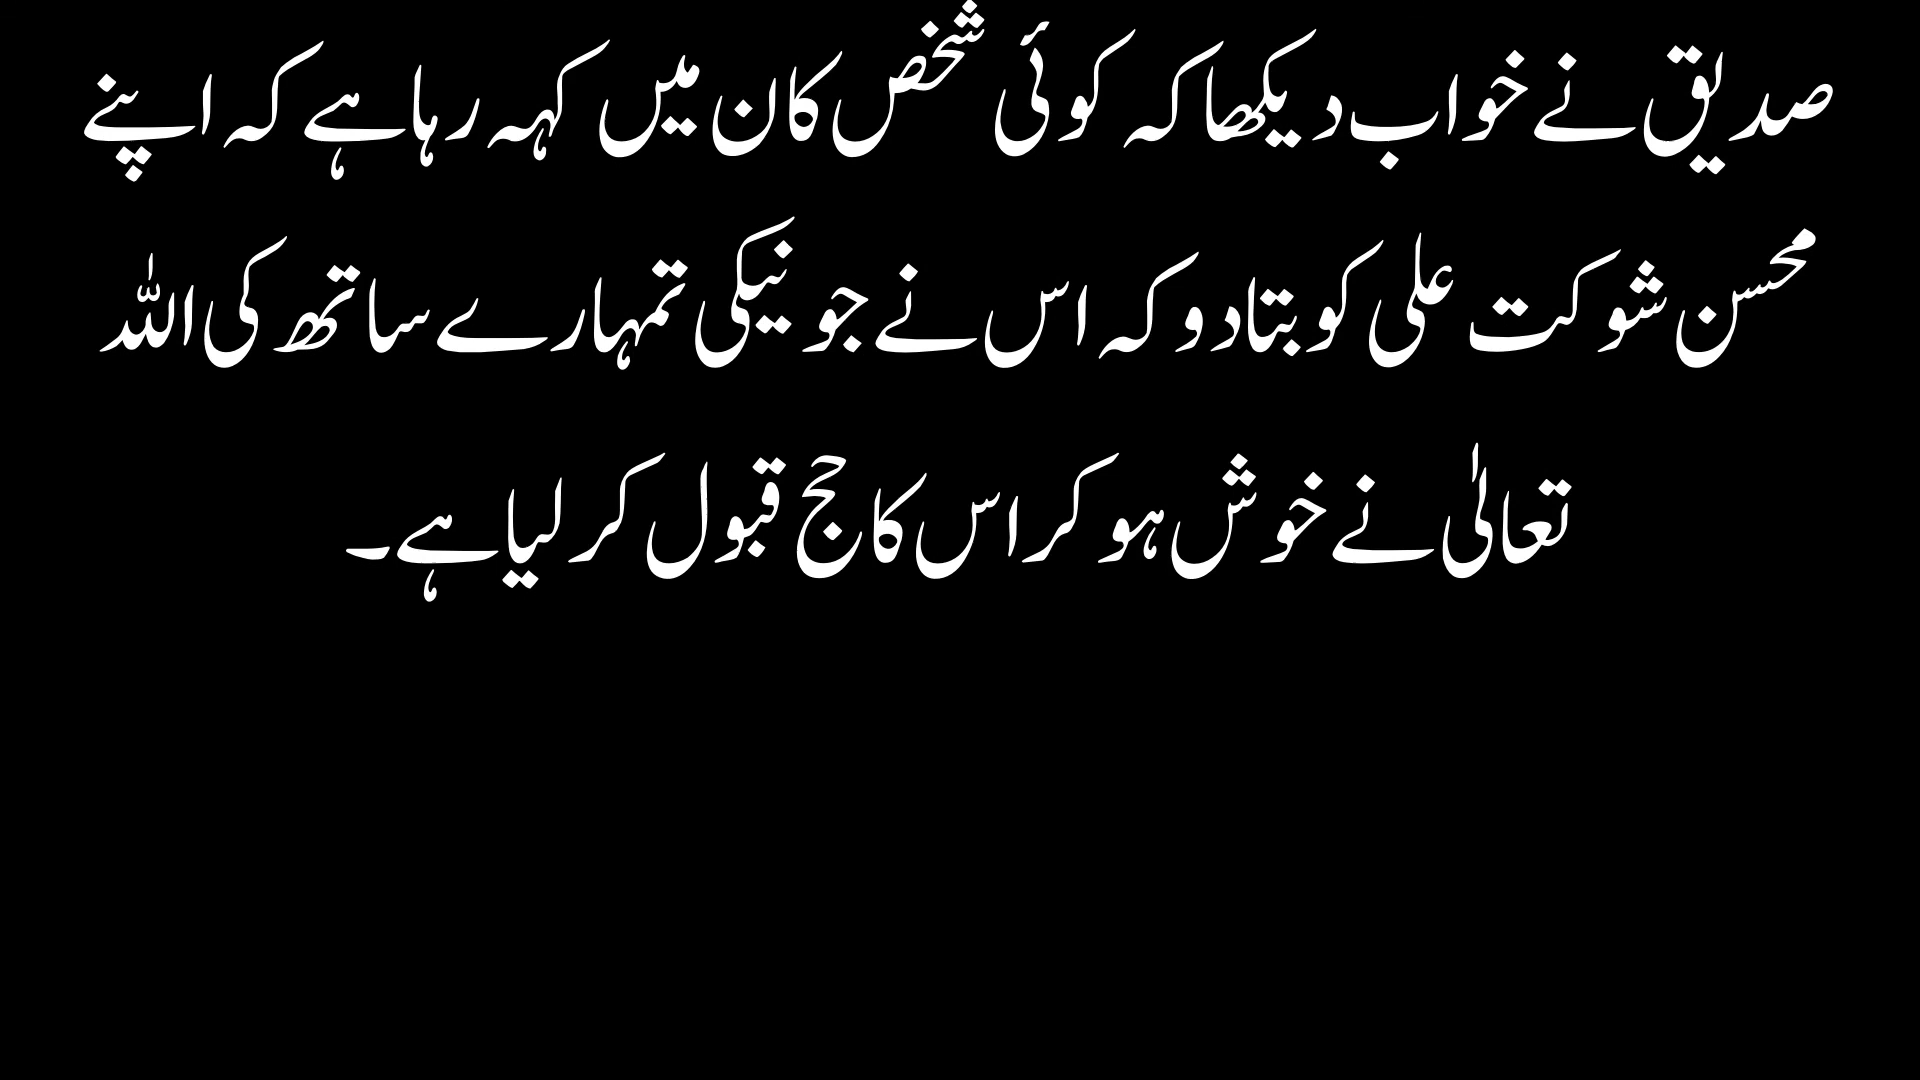 صدیق نے خواب دیکھا کہ کوئی شخص کان میں کہہ رہا ہے کہ اپنے
محسن شوکت علی کو بتا دو کہ اس نے جو نیکی تمہارے ساتھ کی اللہ
تعالیٰ نے خوش ہو کر اس کا حج قبول کر لیا ہے۔